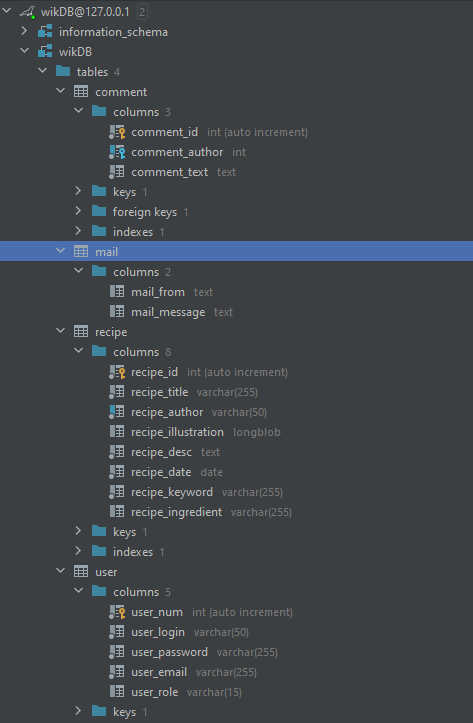 wikDB@127.0.0.1 2
information_schema
wikDB
tables 4
comment
columns 3
comment_id int (auto increment)
comment_author int
comment_text text
keys 1
foreign keys 1
indexes 1
mail
columns 2
mail_from text
mail_message text
recipe
columns 8
recipe_id int (auto increment)
recipe_title varchar(255)
recipe_author varchar(50)
recipe_illustration longblob
recipe_desc text
recipe_date date
recipe_keyword varchar(255)
recipe_ingredient varchar(255)
keys 1
indexes 1
user
columns 5
user_num int (auto increment)
user_login varchar(50)
user_password varchar(255)
user_email varchar(255)
user_role varchar(15)
keys 1